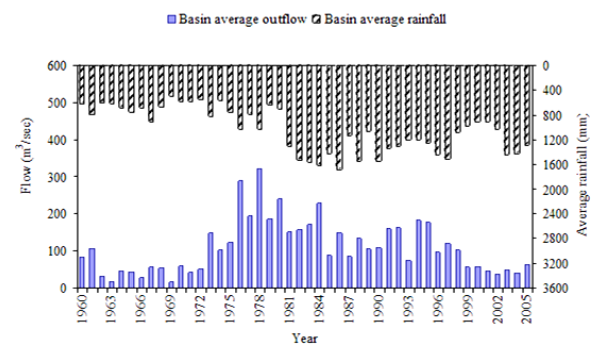 Basin average outflow Basin average rainfall
600 0
500 400
400 800
300 1200
200 1600
100 2000
0 2400
2800
3200
3600
Flow (m³/sec)
Average rainfall (mm)
1960 1963 1966 1969 1972 1975 1978 1981 1984 1987 1990 1993 1996 1999 2002 2005
Year